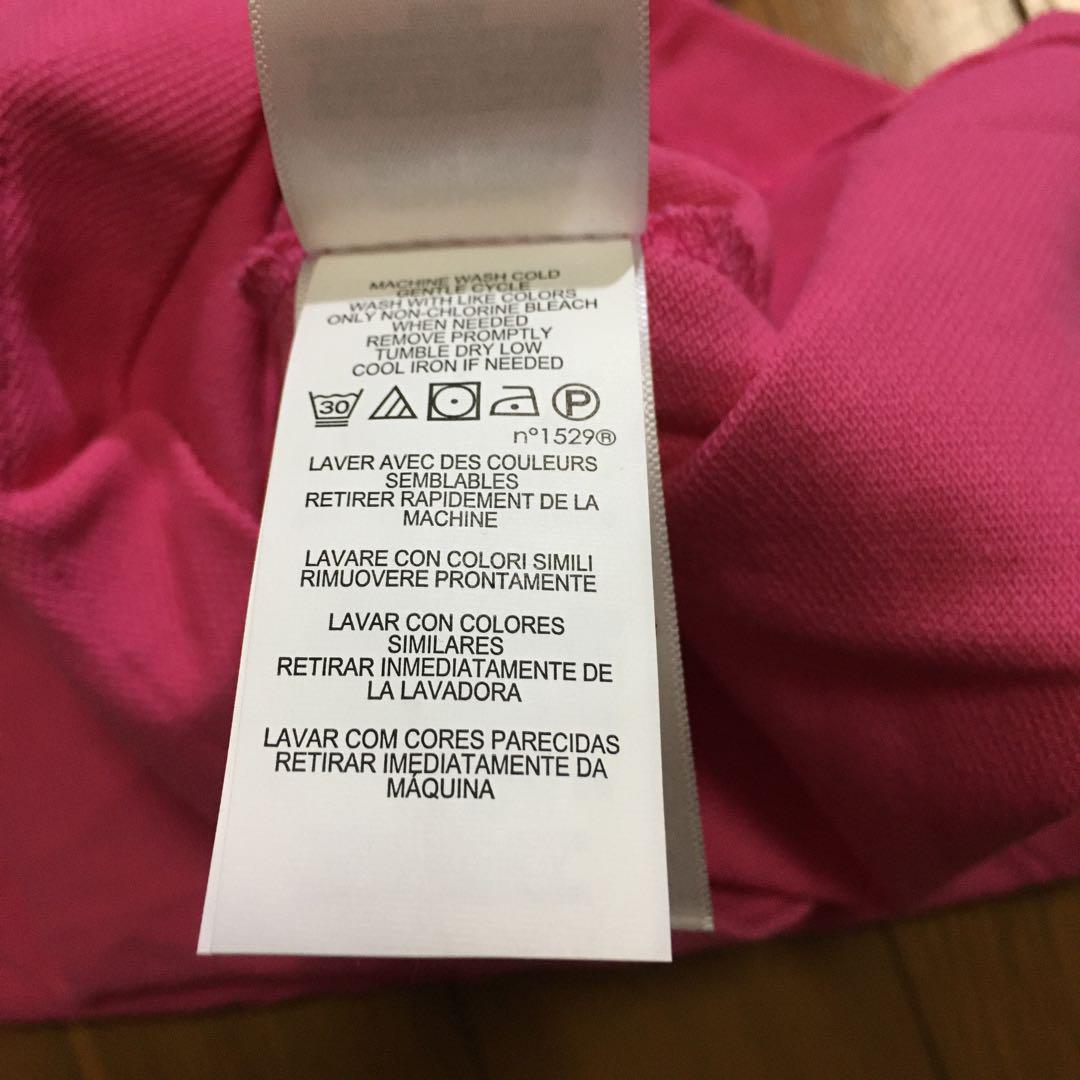 MACHINE WASH COLD
GENTLE CYCLE
WASH WITH LIKE COLORS
ONLY NON-CHLORINE BLEACH
WHEN NEEDED
REMOVE PROMPTLY
TUMBLE DRY LOW
COOL IRON IF NEEDED
30 P
n°1529®
LAVER AVEC DES COULEURS
SEMBLABLES
RETIRER RAPIDEMENT DE LA
MACHINE
LAVARE CON COLORI SIMILI
RIMUOVERE PRONTAMENTE
LAVAR CON COLORES
SIMILARES
RETIRAR INMEDIATAMENTE DE
LA LAVADORA
LAVAR COM CORES PARECIDAS
RETIRAR IMEDIATAMENTE DA
MÁQUINA